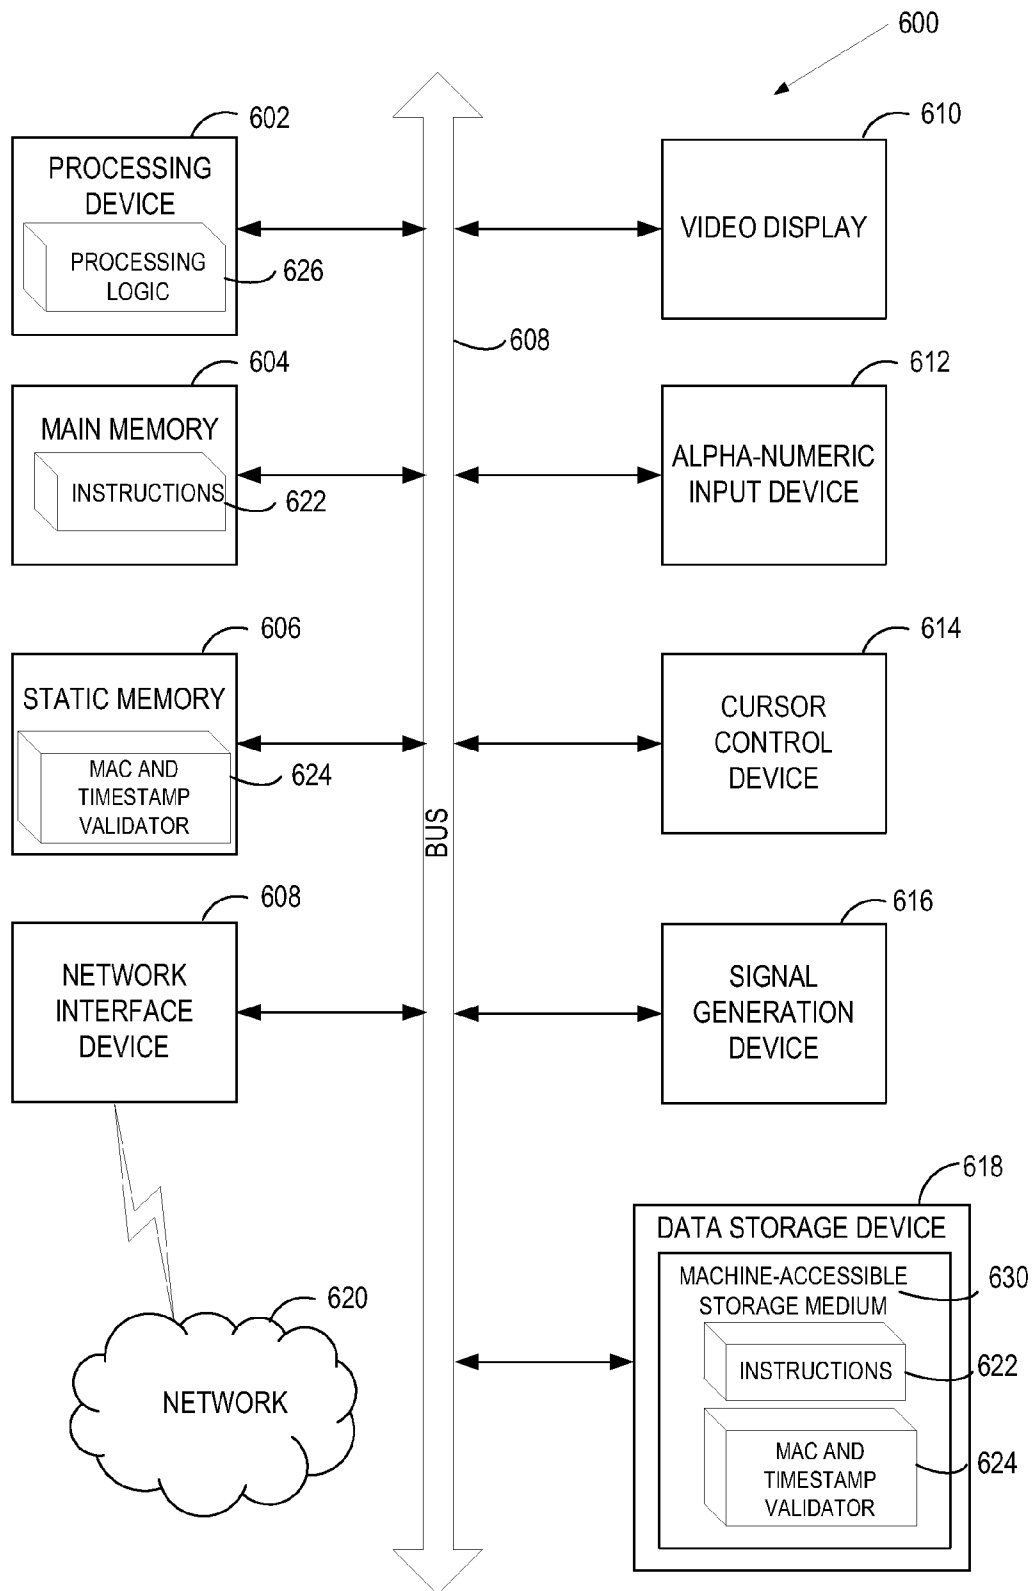 600
602
PROCESSING
DEVICE
PROCESSING
LOGIC
626
610
VIDEO DISPLAY
608
604
MAIN MEMORY
INSTRUCTIONS
622
612
ALPHA-NUMERIC
INPUT DEVICE
606
STATIC MEMORY
MAC AND
TIMESTAMP
VALIDATOR
624
614
CURSOR
CONTROL
DEVICE
BUS
608
NETWORK
INTERFACE
DEVICE
616
SIGNAL
GENERATION
DEVICE
620
NETWORK
618
DATA STORAGE DEVICE
MACHINE-ACCESSIBLE
STORAGE MEDIUM
630
INSTRUCTIONS
622
MAC AND
TIMESTAMP
VALIDATOR
624